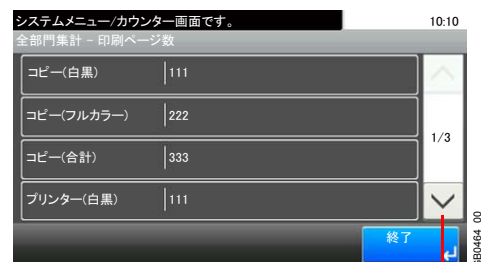 システムメニュー/カウンター画面です。
10:10
全部門集計 - 印刷ページ数
コピー(白黒) 111
コピー(フルカラー) 222
コピー(合計) 333
プリンター(白黒) 111
1/3
終了
GB0464_00